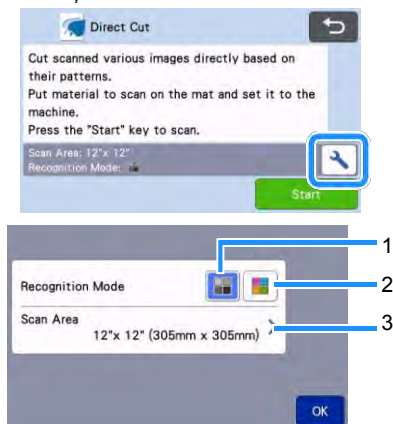 Direct Cut
Cut scanned various images directly based on
their patterns.
Put material to scan on the mat and set it to the
machine.
Press the "Start" key to scan.
Scan Area: 12"x 12"
Recognition Mode:
Start
1
Recognition Mode
2
Scan Area
3
12"x 12" (305mm x 305mm)
OK